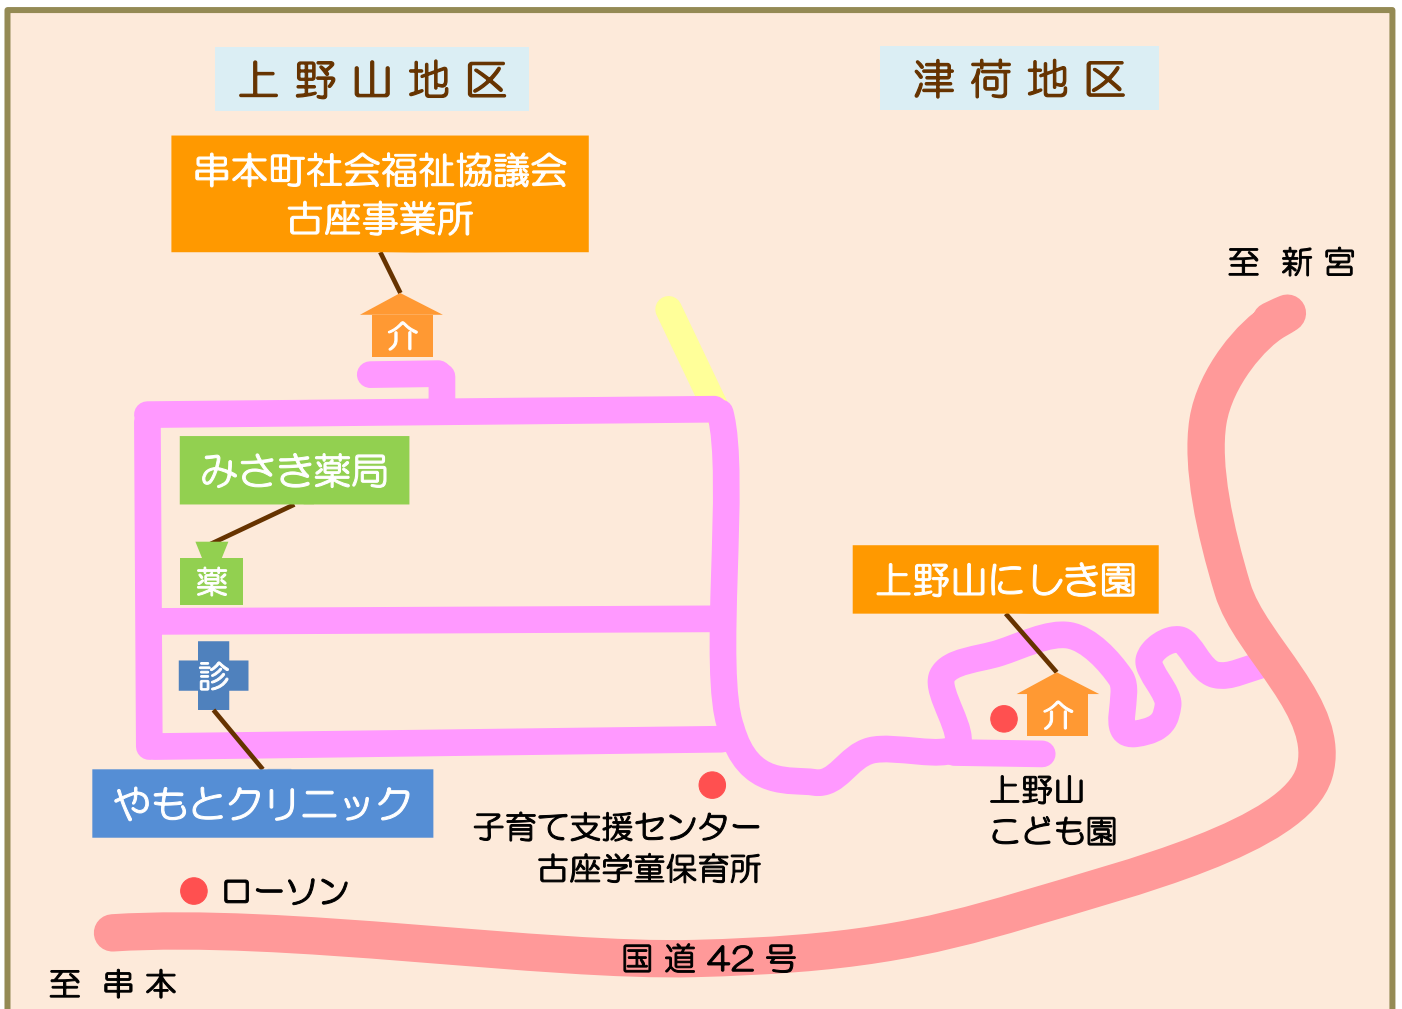 上野山地区
津荷地区
串本町社会福祉協議会
古座事業所
至 新宮
介
みさき薬局
薬
上野山にしき園
診
介
やもとクリニック
上野山
こども園
子育て支援センター
古座学童保育所
ローソン
国道42号
至 串本